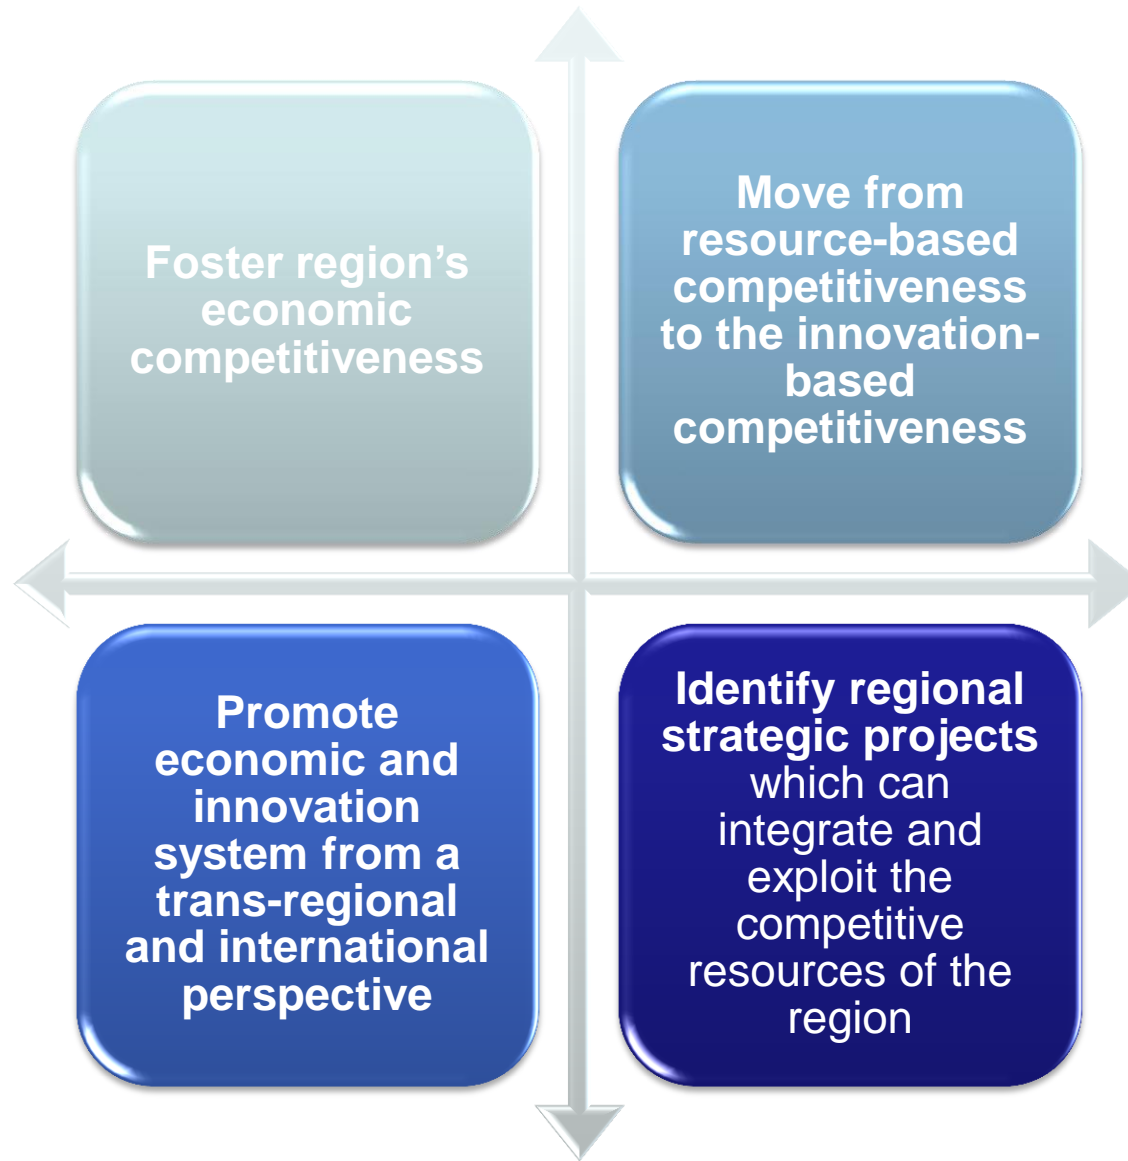 Foster region’s
economic
competitiveness
Move from
resource-based
competitiveness
to the innovation-
based
competitiveness
Promote
economic and
innovation
system from a
trans-regional
and international
perspective
Identify regional
strategic projects
which can
integrate and
exploit the
competitive
resources of the
region